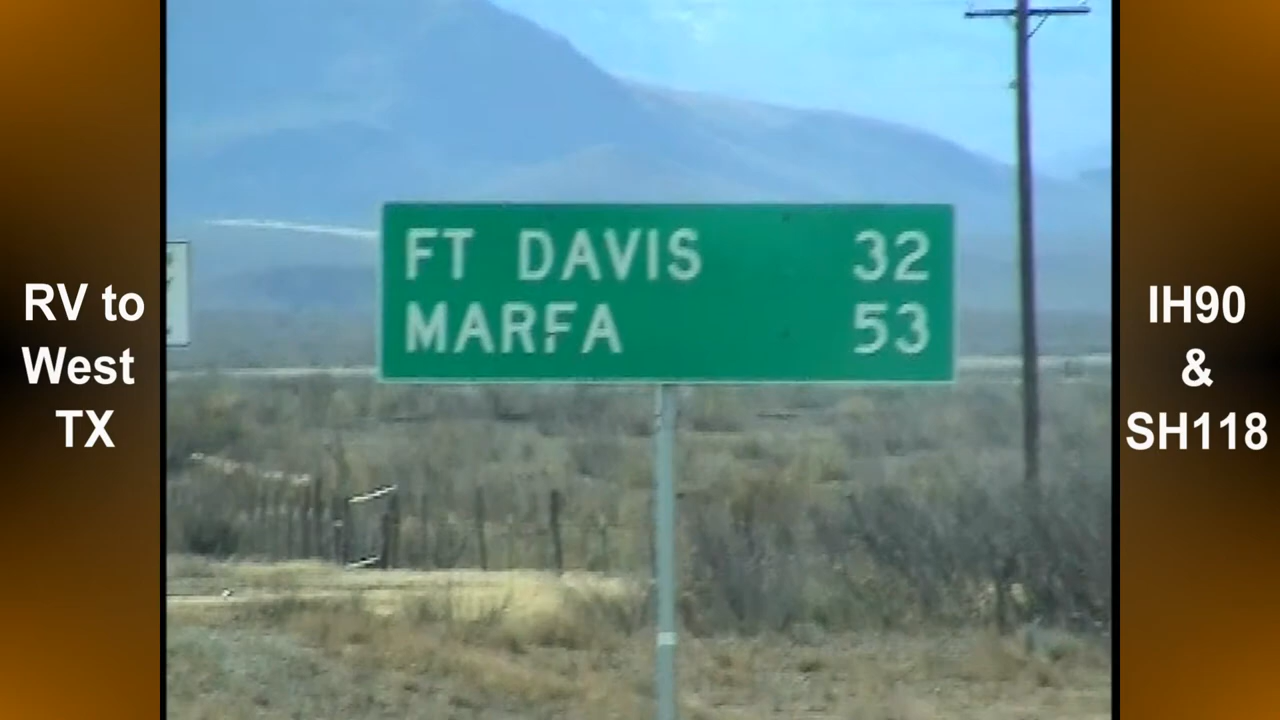 RV to
West
TX
FT DAVIS 32
MARFA 53
IH90
&
SH118